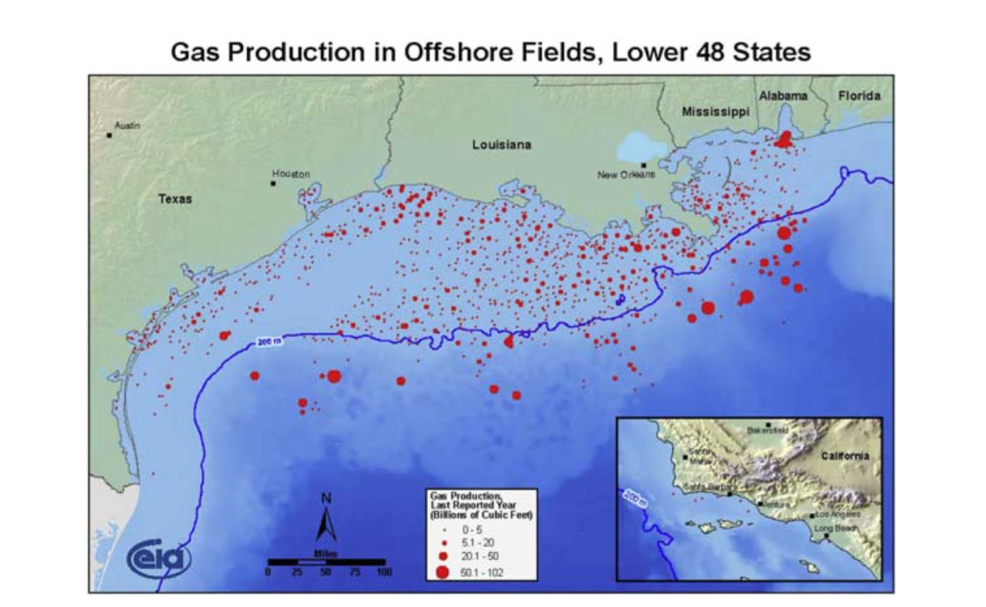 Gas Production in Offshore Fields, Lower 48 States
Alabama
Florida
Mississippi
Austin
Louisiana
Houston
New Orleans
Texas
200 m
Gas Production,
Last Reported Year
(Billions of Cubic Feet)
0 - 5
5.1 - 20
20.1 - 50
50.1 - 102
N
Miles
0 25 50 75 100
eia
Bakersfield
California
Santa
Maria
Santa Barbara
200 m
Ventura
Los Angeles
Long Beach